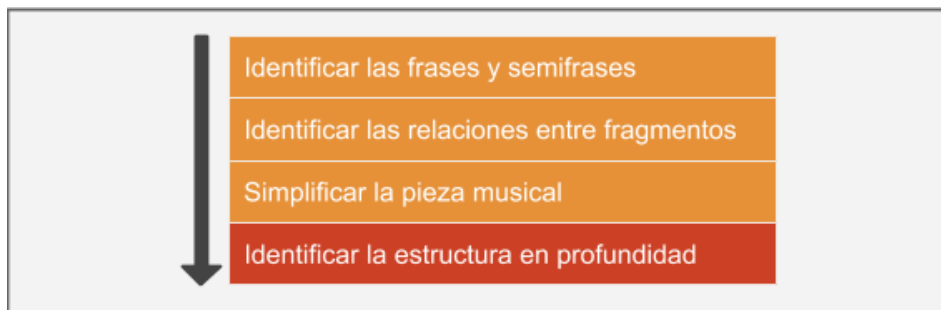 Identificar las frases y semifrases
Identificar las relaciones entre fragmentos
Simplificar la pieza musical
Identificar la estructura en profundidad